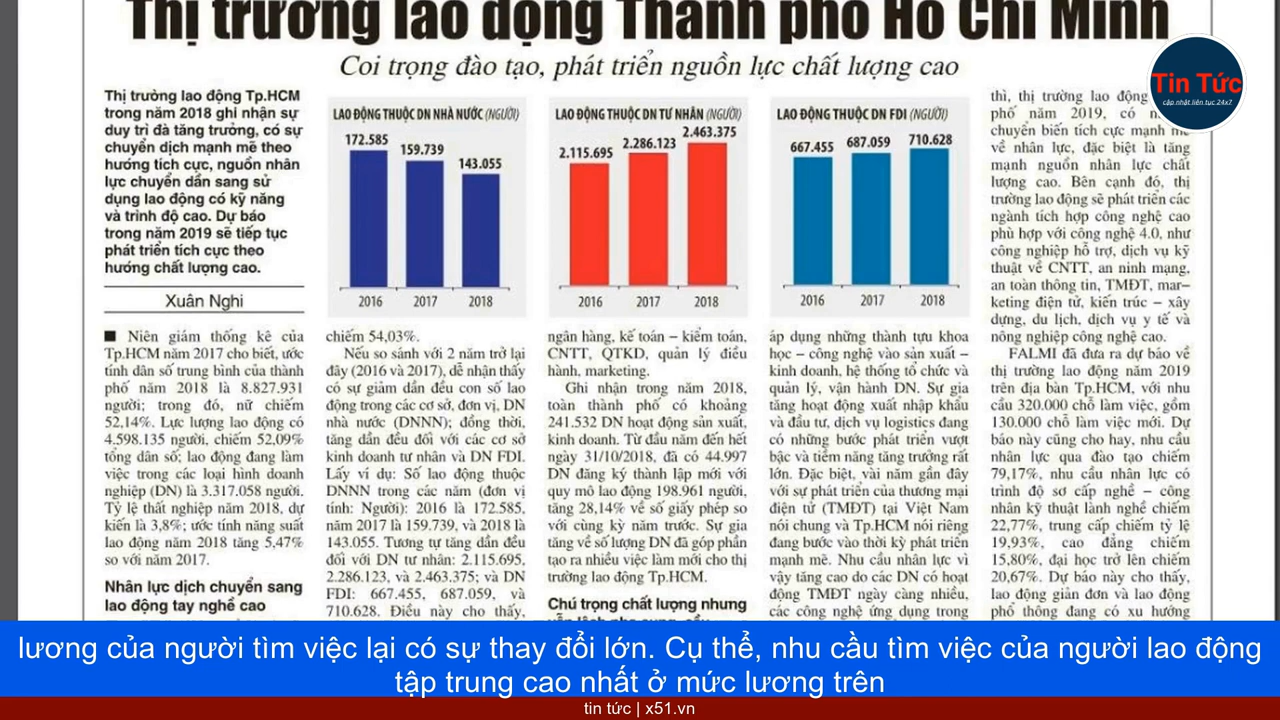 Thị trường lao động Thành phố Hồ Chí Minh
Coi trọng đào tạo, phát triển nguồn lực chất lượng cao
Tin Tức
cập nhật liên tục 24x7
Thị trường lao động Tp.HCM
trong năm 2018 ghi nhận sự
duy trì đà tăng trưởng, có sự
chuyển dịch mạnh mẽ theo
hướng tích cực, nguồn nhân
lực chuyển dần sang sử
dụng lao động có kỹ năng
và trình độ cao. Dự báo
trong năm 2019 sẽ tiếp tục
phát triển tích cực theo
hướng chất lượng cao.
Xuân Nghi
■ Niên giám thống kê của
Tp.HCM năm 2017 cho biết, ước
tính dân số trung bình của thành
phố năm 2018 là 8.827.931
người; trong đó, nữ chiếm
52,14%. Lực lượng lao động có
4.598.135 người, chiếm 52,09%
tổng dân số; lao động đang làm
việc trong các loại hình doanh
nghiệp (DN) là 3.317.058 người.
Tỷ lệ thất nghiệp năm 2018, dự
kiến là 3,8%; ước tính năng suất
lao động năm 2018 tăng 5,47%
so với năm 2017.
Nhân lực dịch chuyển sang
lao động tay nghề cao
LAO ĐỘNG THUỘC DN NHÀ NƯỚC (NGƯỜI)
172.585
159.739
143.055
2016 2017 2018
LAO ĐỘNG THUỘC DN TƯ NHÂN (NGƯỜI)
2.115.695
2.286.123
2.463.375
2016 2017 2018
LAO ĐỘNG THUỘC DN FDI (NGƯỜI)
667.455
687.059
710.628
2016 2017 2018
chiếm 54,03%.
Nếu so sánh với 2 năm trở lại
đây (2016 và 2017), dễ nhận thấy
có sự giảm dần đều con số lao
động trong các cơ sở, đơn vị, DN
nhà nước (DNNN); đồng thời,
tăng dần đều đối với các cơ sở
kinh doanh tư nhân và DN FDI.
Lấy ví dụ: Số lao động thuộc
DNNN trong các năm (đơn vị
tính: Người): 2016 là 172.585,
năm 2017 là 159.739, và 2018 là
143.055. Tương tự tăng dần đều
đối với DN tư nhân: 2.115.695,
2.286.123, và 2.463.375; và DN
FDI: 667.455, 687.059, và
710.628. Điều này cho thấy,
ngân hàng, kế toán – kiểm toán,
CNTT, QTKD, quản lý điều
hành, marketing.
Ghi nhận trong năm 2018,
toàn thành phố có khoảng
241.532 DN hoạt động sản xuất,
kinh doanh. Từ đầu năm đến hết
ngày 31/10/2018, đã có 44.997
DN đăng ký thành lập mới với
quy mô lao động 198.961 người,
tăng 28,14% về số giấy phép so
với cùng kỳ năm trước. Sự gia
tăng về số lượng DN đã góp phần
tạo ra nhiều việc làm mới cho thị
trường lao động Tp.HCM.
Chú trọng chất lượng nhưng
áp dụng những thành tựu khoa
học – công nghệ vào sản xuất –
kinh doanh, hệ thống tổ chức và
quản lý, vận hành DN. Sự gia
tăng hoạt động xuất nhập khẩu
và đầu tư, dịch vụ logistics đang
có những bước phát triển vượt
bậc và tiềm năng tăng trưởng rất
lớn. Đặc biệt, vài năm gần đây
với sự phát triển của thương mại
điện tử (TMĐT) tại Việt Nam
nói chung và Tp.HCM nói riêng
đang bước vào thời kỳ phát triển
mạnh mẽ. Nhu cầu nhân lực vì
vậy tăng cao do các DN có hoạt
động TMĐT ngày càng nhiều,
các công nghệ ứng dụng trong
thì, thị trường lao động
phố năm 2019, có
chuyển biến tích cực mạnh mẽ
về nhân lực, đặc biệt là tăng
mạnh nguồn nhân lực chất
lượng cao. Bên cạnh đó, thị
trường lao động sẽ phát triển các
ngành tích hợp công nghệ cao
phù hợp với công nghệ 4.0, như
công nghiệp hỗ trợ, dịch vụ kỹ
thuật về CNTT, an ninh mạng,
an toàn thông tin, TMĐT, mar-
keting điện tử, kiến trúc – xây
dựng, du lịch, dịch vụ y tế và
nông nghiệp công nghệ cao.
FALMI đã đưa ra dự báo về
thị trường lao động năm 2019
trên địa bàn Tp.HCM, với nhu
cầu 320.000 chỗ làm việc, gồm
130.000 chỗ làm việc mới. Dự
báo này cũng cho hay, nhu cầu
nhân lực qua đào tạo chiếm
79,17%, nhu cầu nhân lực có
trình độ sơ cấp nghề – công
nhân kỹ thuật lành nghề chiếm
22,77%, trung cấp chiếm tỷ lệ
19,93%, cao đẳng chiếm
15,80%, đại học trở lên chiếm
20,67%. Dự báo này cho thấy,
lao động giản đơn và lao động
phổ thông đang có xu hướng
lương của người tìm việc lại có sự thay đổi lớn. Cụ thể, nhu cầu tìm việc của người lao động
tập trung cao nhất ở mức lương trên
tin tức | x51.vn